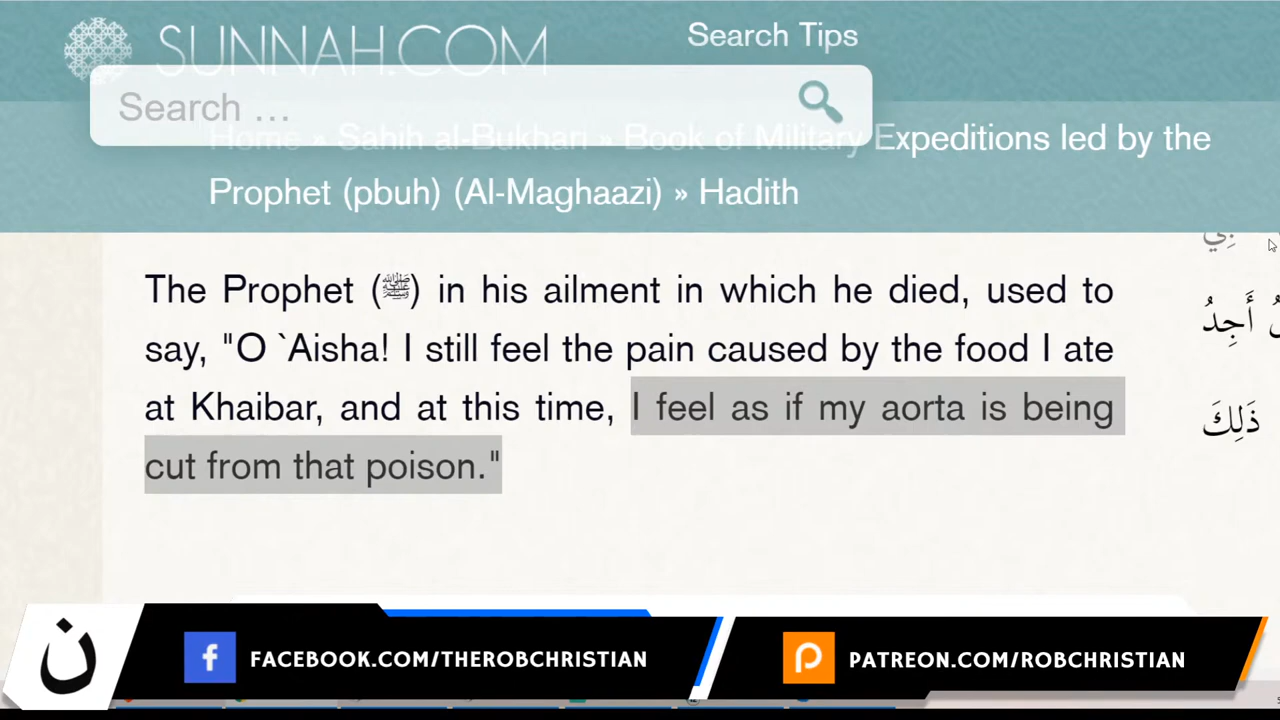 SUNNAH.COM
Search Tips
Search ...
Home » Sahih al-Bukhari » Book of Military Expeditions led by the
Prophet (pbuh) (Al-Maghaazi) » Hadith
The Prophet (ﷺ) in his ailment in which he died, used to
say, "O `Aisha! I still feel the pain caused by the food I ate
at Khaibar, and at this time, I feel as if my aorta is being
cut from that poison."
أَجِدُ
ذَلِكَ
ن
FACEBOOK.COM/THEROBCHRISTIAN
PATREON.COM/ROBCHRISTIAN